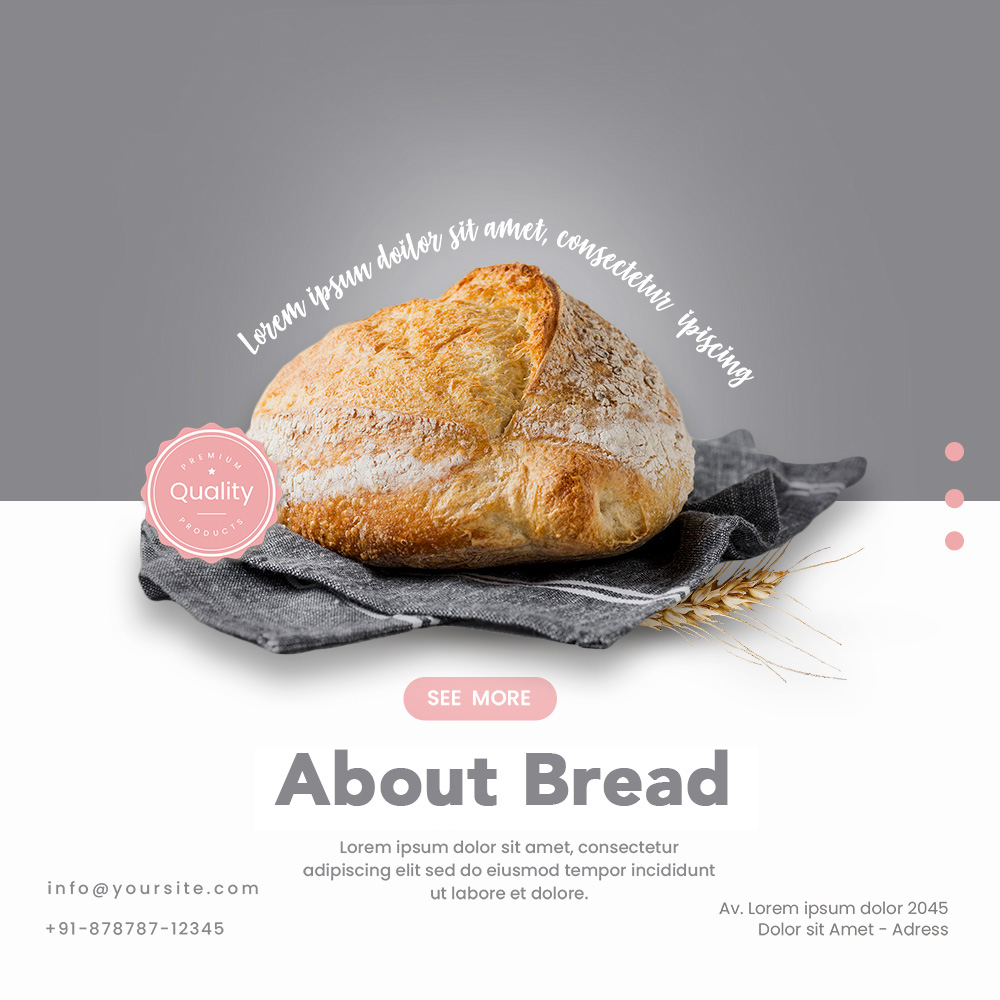 Lorem ipsun doilor sit amet, consectetur ipiscing
PREMIUM
Quality
PRODUCTS
SEE MORE
About Bread
Lorem ipsum dolor sit amet, consectetur
adipiscing elit sed do eiusmod tempor incididunt
ut labore et dolore.
info@yoursite.com
+91-878787-12345
Av. Lorem ipsum dolor 2045
Dolor sit Amet - Adress